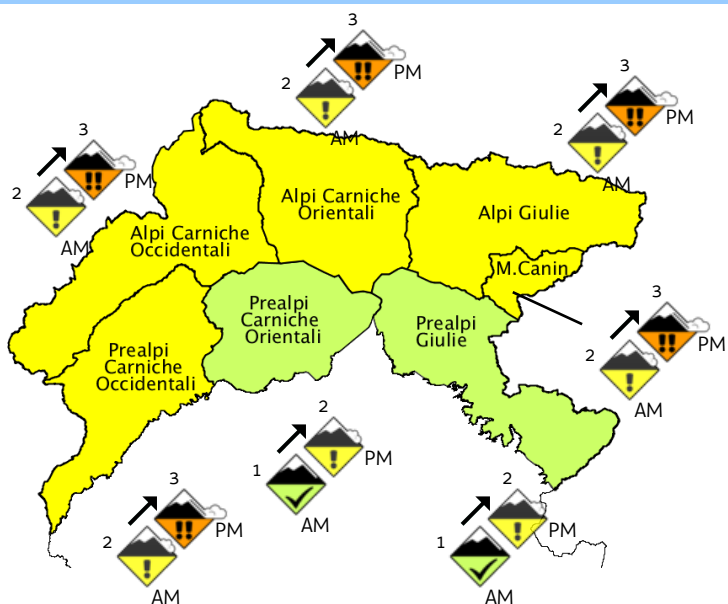 3
2
PM
AM
3
2
PM
AM
3
2
PM
AM
Alpi Carniche
Orientali
Alpi Giulie
Alpi Carniche
Occidentali
M.Canin
Prealpi
Carniche
Orientali
Prealpi
Giulie
Prealpi
Carniche
Occidentali
3
2
PM
AM
2
1
PM
AM
3
2
PM
AM
2
1
PM
AM